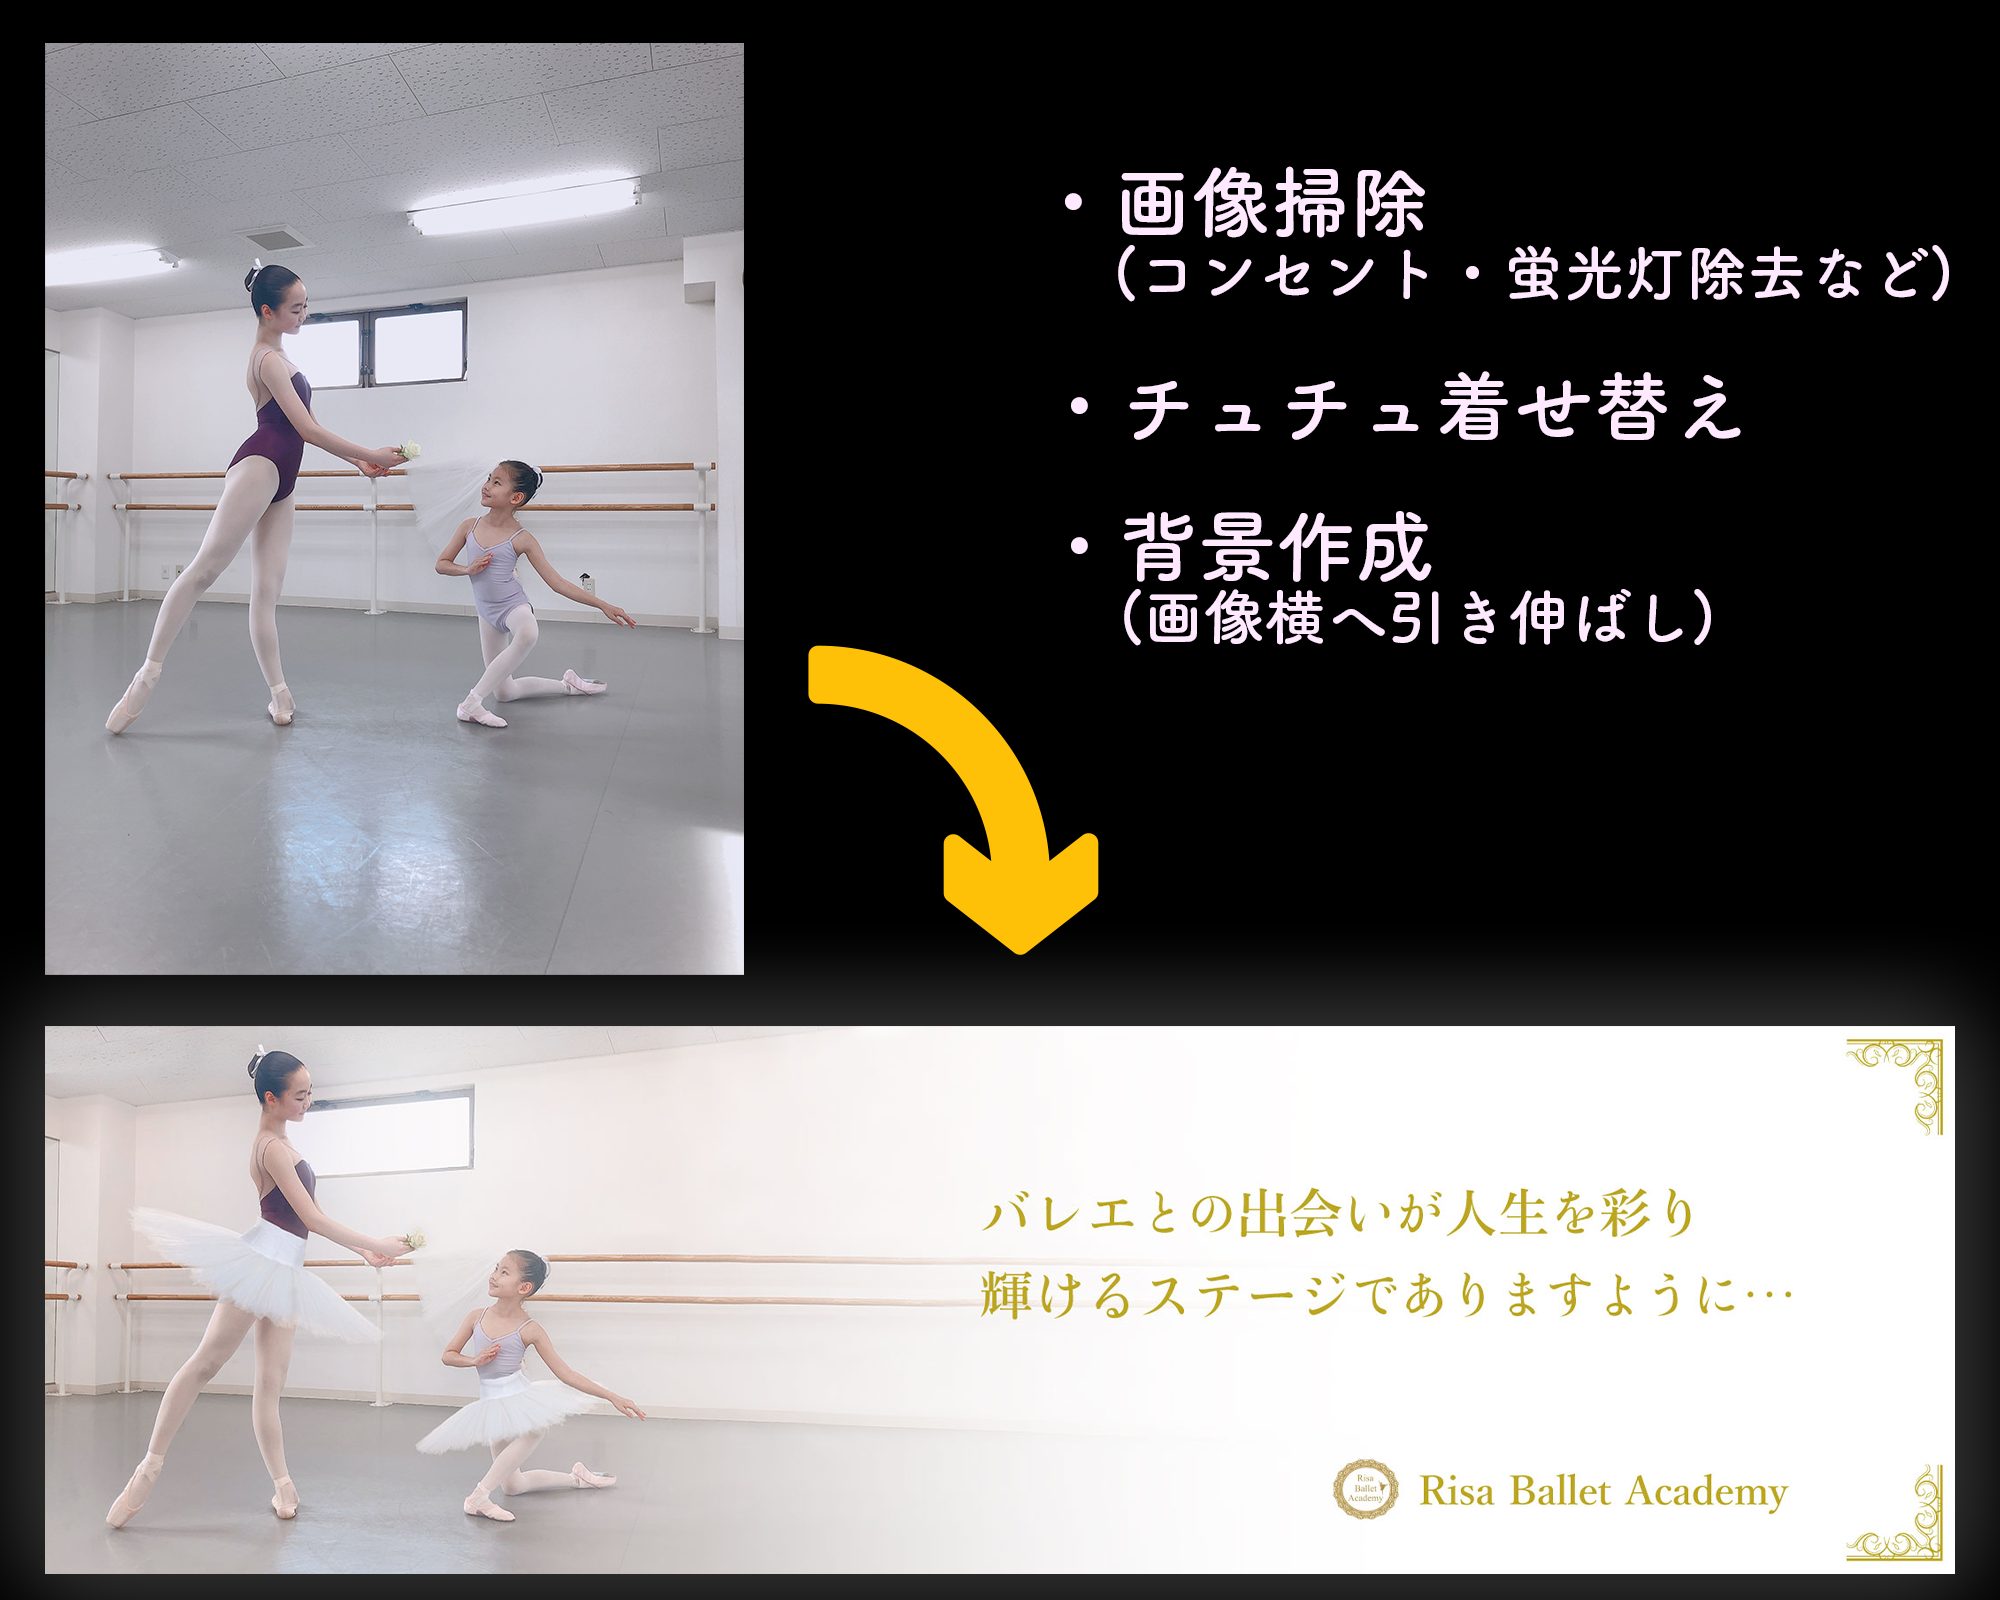 ・画像掃除
(コンセント・蛍光灯除去など)
・チュチュ着せ替え
・背景作成
(画像横へ引き伸ばし)
バレエとの出会いが人生を彩り
輝けるステージでありますように…
Risa
Ballet
Academy
Risa Ballet Academy